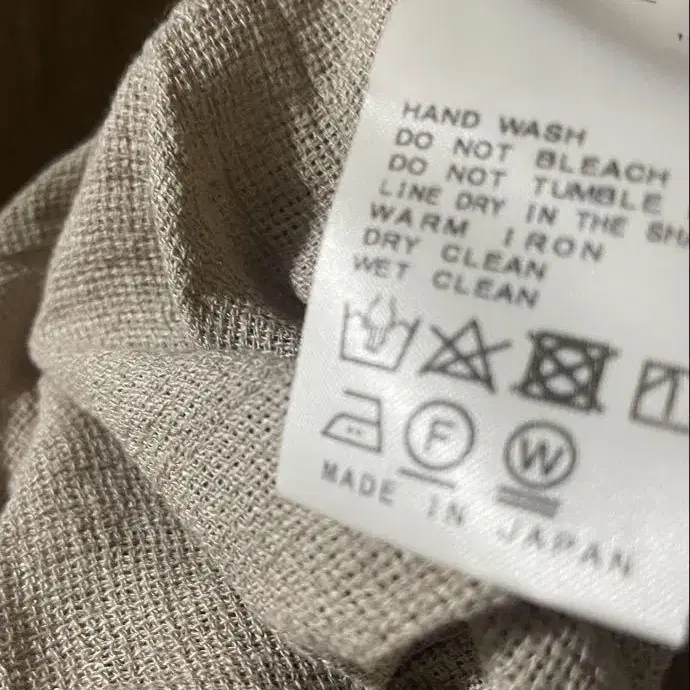 HAND WASH
DO NOT BLEACH
DO NOT TUMBLE
LINE DRY IN THE
WARM IRON
DRY CLEAN
WET CLEAN
F W
MADE IN JAPAN